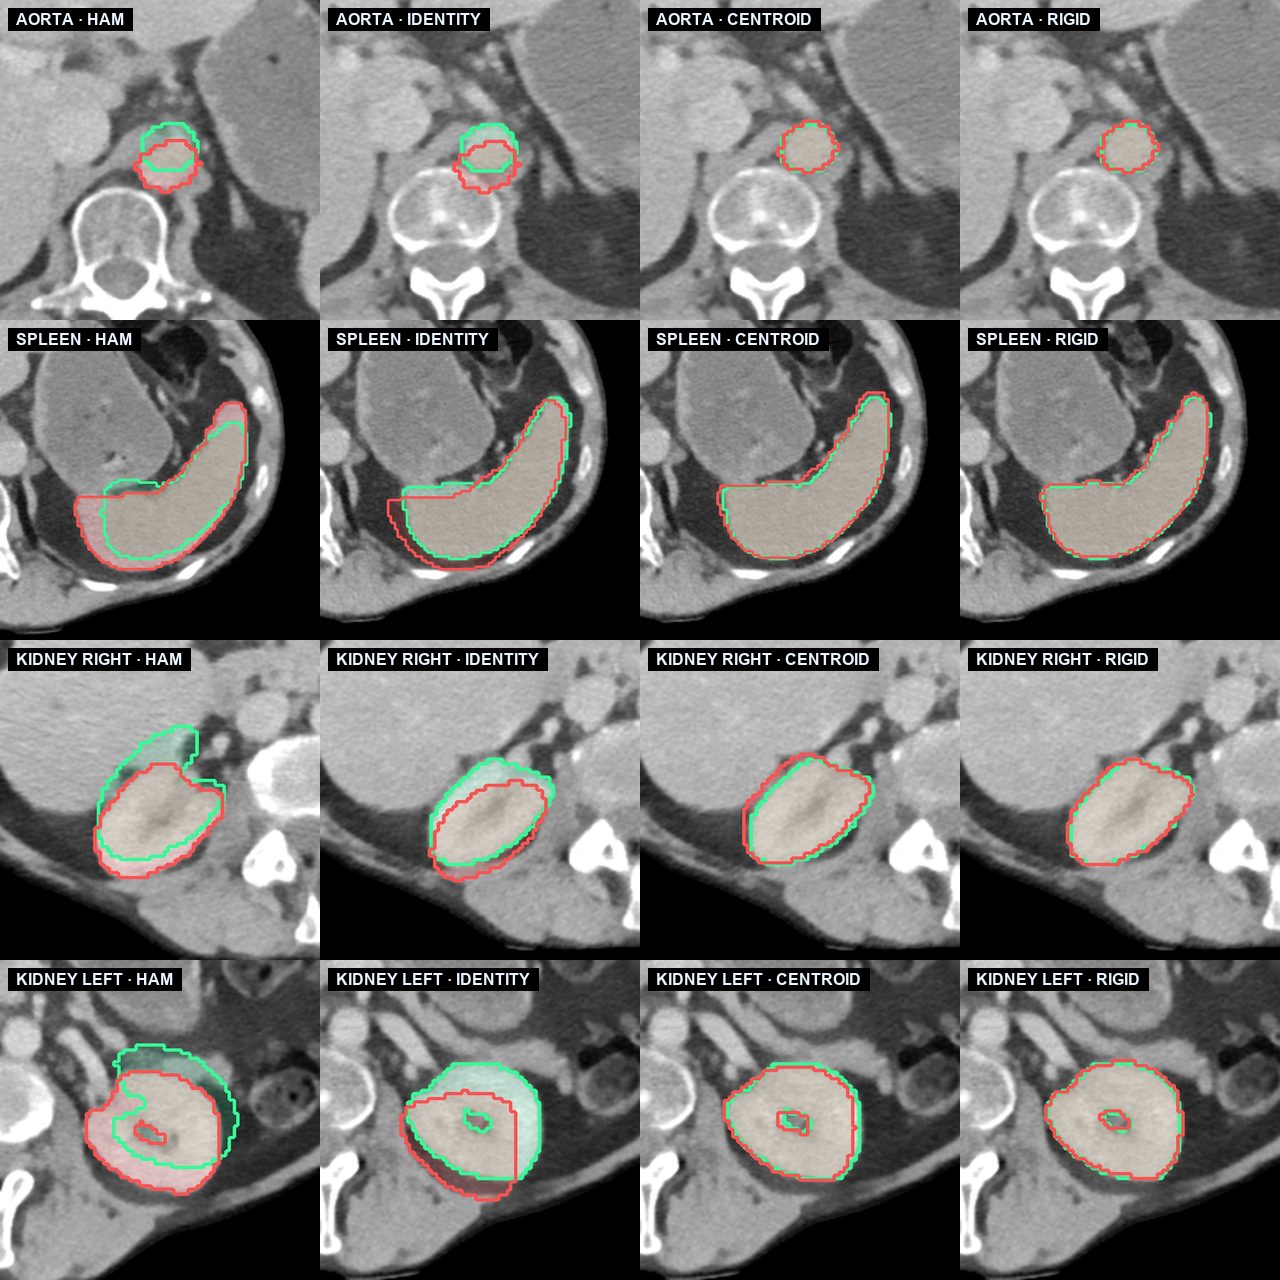 AORTA · HAM
AORTA · IDENTITY
AORTA · CENTROID
AORTA · RIGID
SPLEEN · HAM
SPLEEN · IDENTITY
SPLEEN · CENTROID
SPLEEN · RIGID
KIDNEY RIGHT · HAM
KIDNEY RIGHT · IDENTITY
KIDNEY RIGHT · CENTROID
KIDNEY RIGHT · RIGID
KIDNEY LEFT · HAM
KIDNEY LEFT · IDENTITY
KIDNEY LEFT · CENTROID
KIDNEY LEFT · RIGID